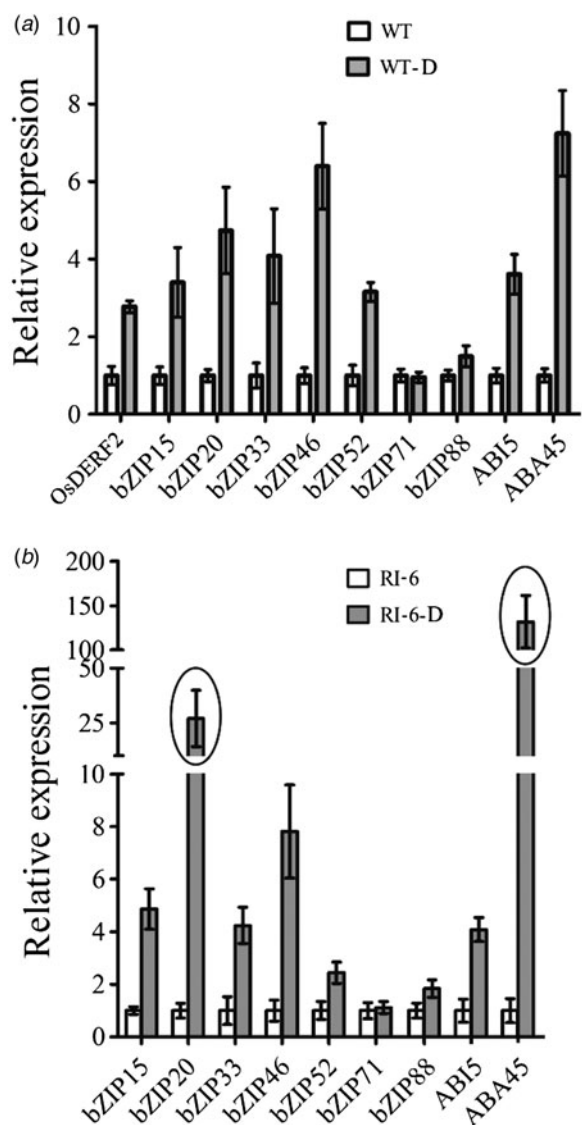 (a)
10
8
6
4
2
0
Relative expression
WT
WT-D
OsDERF2
bZIP15
bZIP20
bZIP33
bZIP46
bZIP52
bZIP71
bZIP88
ABI5
ABA45
(b)
200
150
100
50
25
10
8
6
4
2
0
Relative expression
RI-6
RI-6-D
bZIP15
bZIP20
bZIP33
bZIP46
bZIP52
bZIP71
bZIP88
ABI5
ABA45